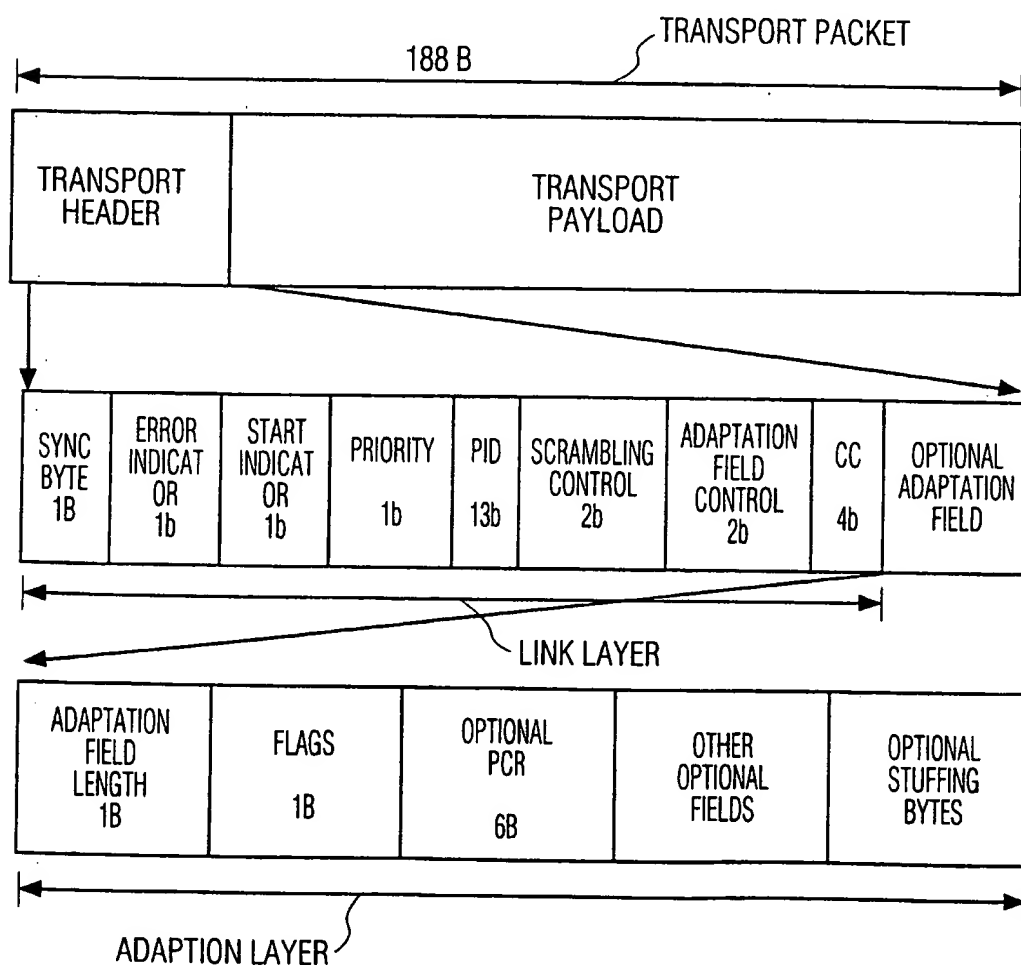 TRANSPORT PACKET
188 B
TRANSPORT
HEADER
TRANSPORT
PAYLOAD
SYNC
BYTE
1B
ERROR
INDICAT
OR
1b
START
INDICAT
OR
1b
PRIORITY
1b
PID
13b
SCRAMBLING
CONTROL
2b
ADAPTATION
FIELD
CONTROL
2b
CC
4b
OPTIONAL
ADAPTATION
FIELD
LINK LAYER
ADAPTATION
FIELD
LENGTH
1B
FLAGS
1B
OPTIONAL
PCR
6B
OTHER
OPTIONAL
FIELDS
OPTIONAL
STUFFING
BYTES
ADAPTION LAYER